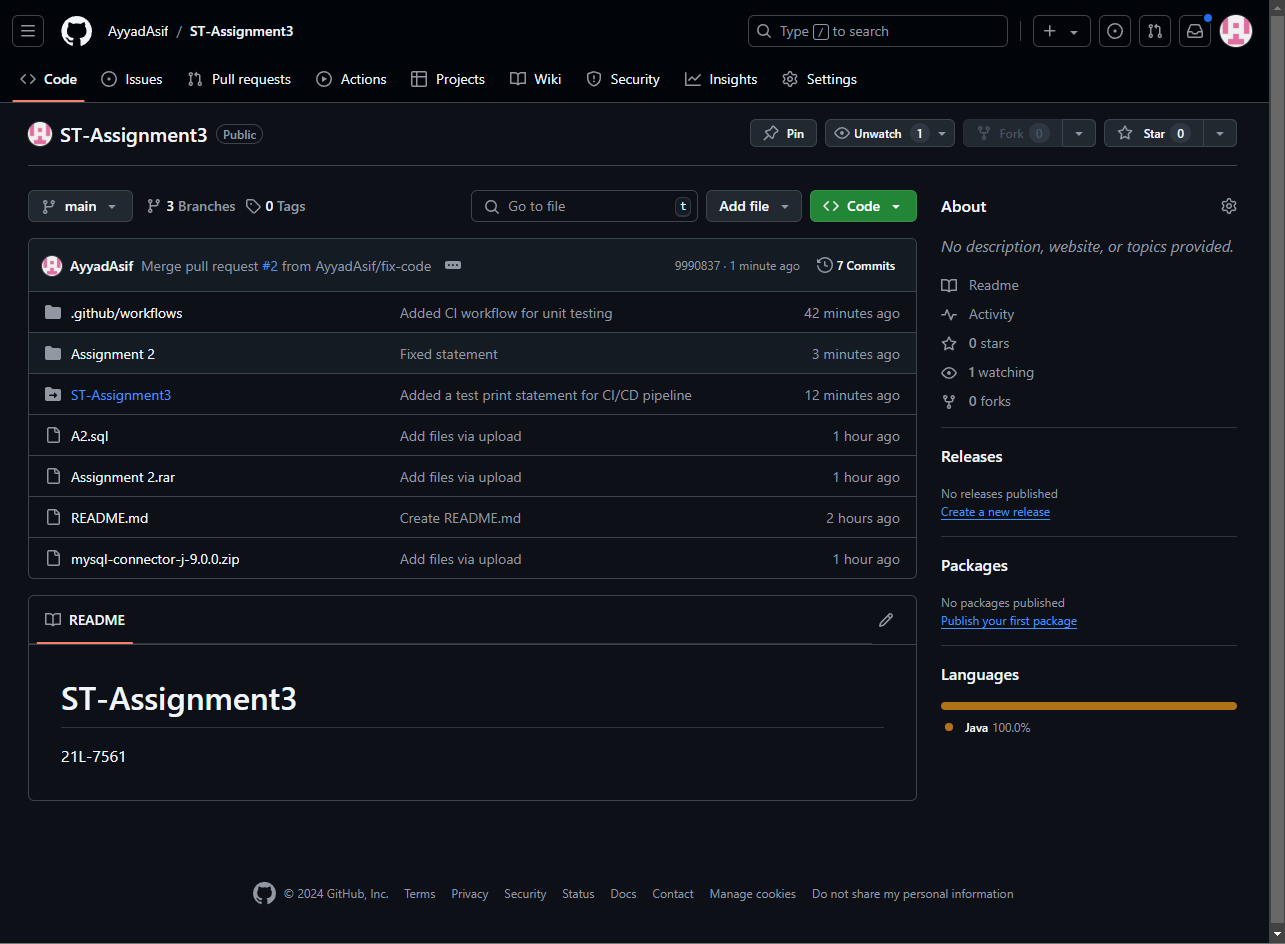 AyyadAsif / ST-Assignment3 Type / to search
Code Issues Pull requests Actions Projects Wiki Security Insights Settings
ST-Assignment3 Public Pin Unwatch 1 Fork 0 Star 0
main 3 Branches 0 Tags Go to file t Add file Code
AyyadAsif Merge pull request #2 from AyyadAsif/fix-code 9990837 · 1 minute ago 7 Commits
.github/workflows Added CI workflow for unit testing 42 minutes ago
Assignment 2 Fixed statement 3 minutes ago
ST-Assignment3 Added a test print statement for CI/CD pipeline 12 minutes ago
A2.sql Add files via upload 1 hour ago
Assignment 2.rar Add files via upload 1 hour ago
README.md Create README.md 2 hours ago
mysql-connector-j-9.0.0.zip Add files via upload 1 hour ago
README
ST-Assignment3
21L-7561
About
No description, website, or topics provided.
Readme
Activity
0 stars
1 watching
0 forks
Releases
No releases published
Create a new release
Packages
No packages published
Publish your first package
Languages
Java 100.0%
© 2024 GitHub, Inc. Terms Privacy Security Status Docs Contact Manage cookies Do not share my personal information